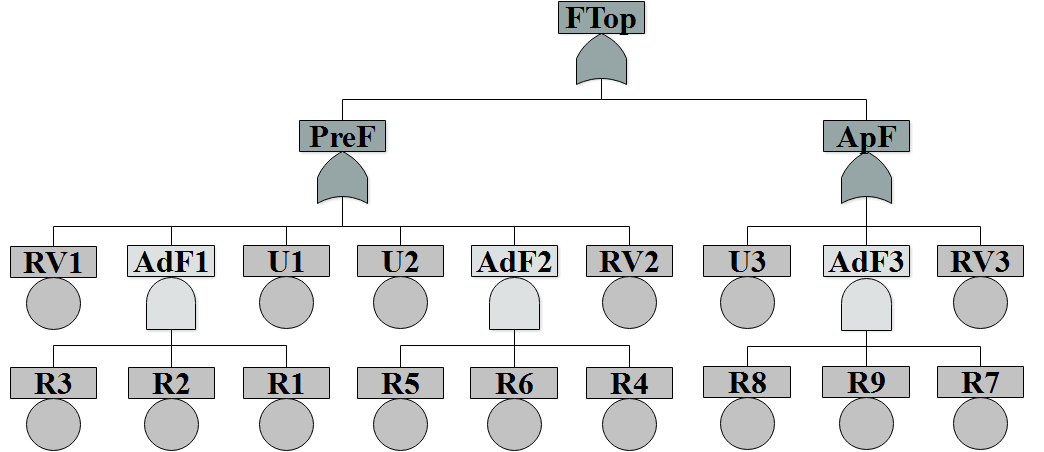 FTop
PreF
ApF
RV1
AdF1
U1
U2
AdF2
RV2
U3
AdF3
RV3
R3
R2
R1
R5
R6
R4
R8
R9
R7